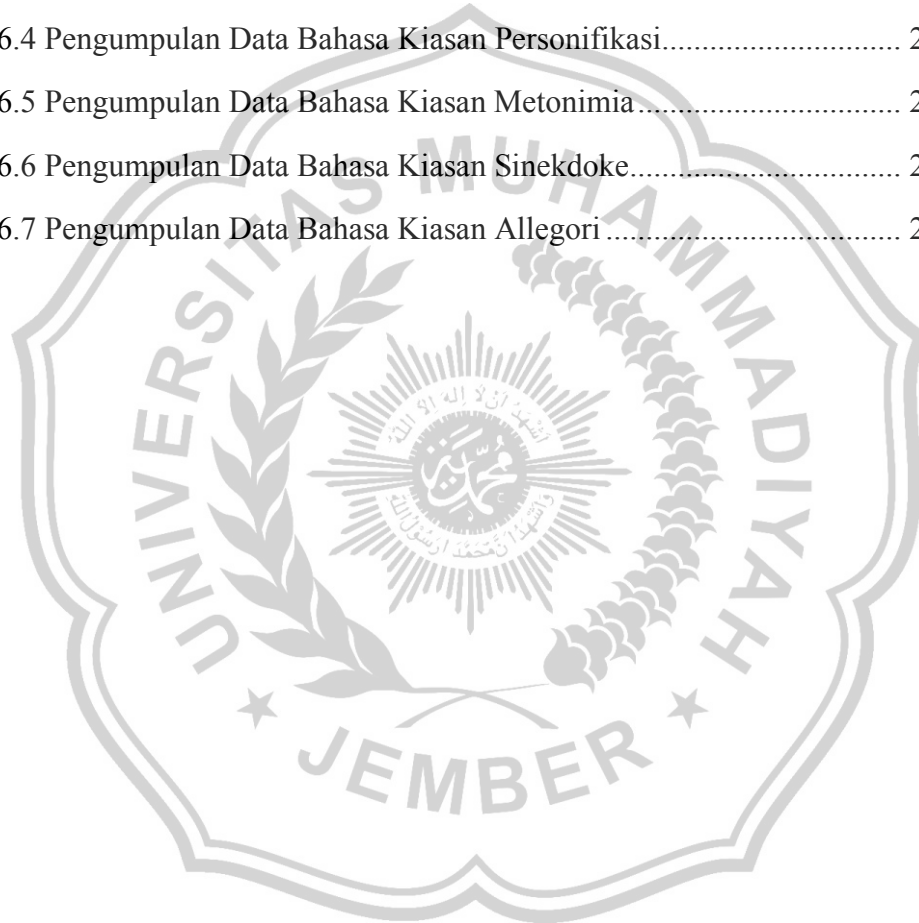 6.4 Pengumpulan Data Bahasa Kiasan Personifikasi............................... 2
6.5 Pengumpulan Data Bahasa Kiasan Metonimia.................................. 2
6.6 Pengumpulan Data Bahasa Kiasan Sinekdoke................................... 2
6.7 Pengumpulan Data Bahasa Kiasan Allegori...................................... 2
UNIVERSITAS MUHAMMADIYAH
JEMBER